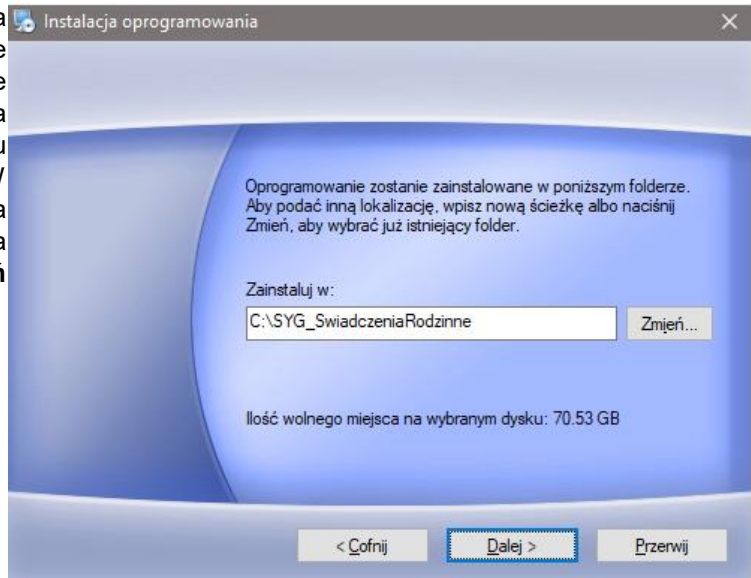 Instalacja oprogramowania
Oprogramowanie zostanie zainstalowane w poniższym folderze.
Aby podać inną lokalizację, wpisz nową ścieżkę albo naciśnij
Zmień, aby wybrać już istniejący folder.
Zainstaluj w:
C:\SYG_SwiadczeniaRodzinne
Zmień...
Ilość wolnego miejsca na wybranym dysku: 70.53 GB
< Cofnij
Dalej >
Przerwij